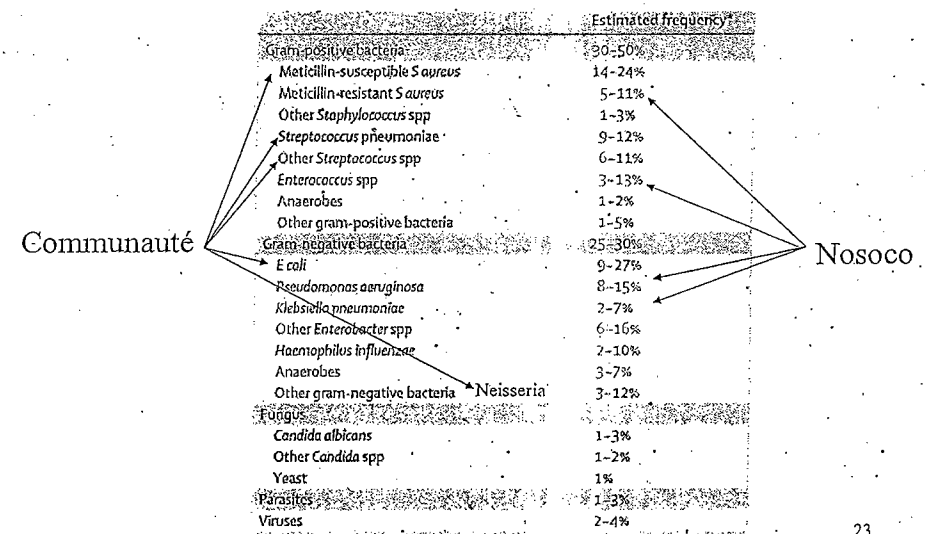 Estimated frequency*
Gram-positive bacteria 30-50%
Meticillin-susceptible S aureus 14-24%
Meticillin-resistant S aureus 5-11%
Other Staphylococcus spp 1-3%
Streptococcus pneumoniae 9-12%
Other Streptococcus spp 6-11%
Enterococcus spp 3-13%
Anaerobes 1-2%
Other gram-positive bacteria 1-5%
Communauté
Gram-negative bacteria 25-30%
Nosoco
E coli 9-27%
Pseudomonas aeruginosa 8-15%
Klebsiella pneumoniae 2-7%
Other Enterobacter spp 6-16%
Haemophilus influenzae 2-10%
Anaerobes 3-7%
Other gram-negative bacteria Neisseria 3-12%
Fungus
Candida albicans 1-3%
Other Candida spp 1-2%
Yeast 1%
Parasites 1-3%
Viruses 2-4%
23